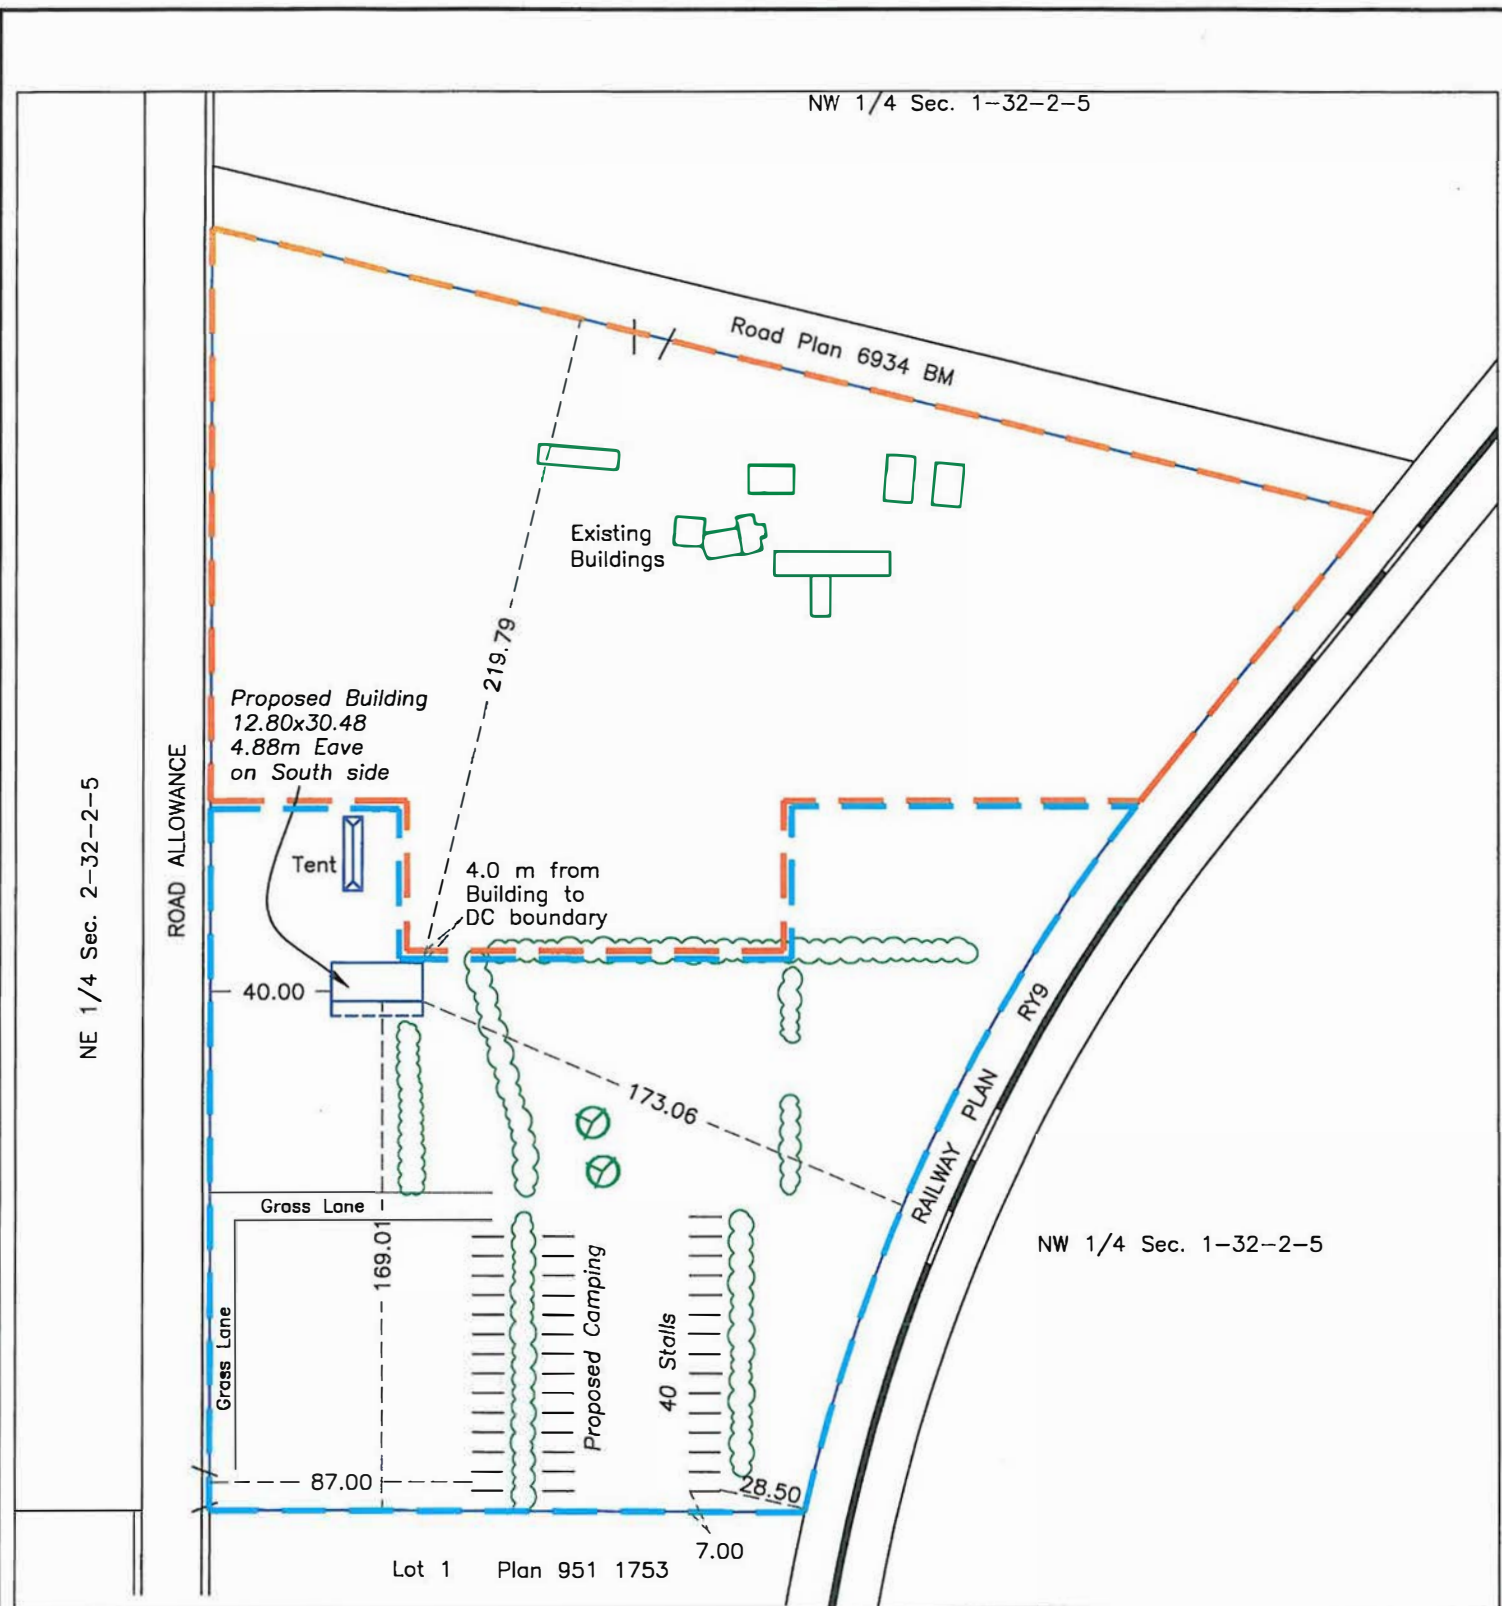 NW 1/4 Sec. 1-32-2-5
Road Plan 6934 BM
Existing
Buildings
219.79
Proposed Building
12.80x30.48
4.88m Eave
on South side
NE 1/4 Sec. 2-32-2-5
ROAD ALLOWANCE
Tent
4.0 m from
Building to
DC boundary
40.00
173.06
RAILWAY PLAN RY9
Grass Lane
169.01
NW 1/4 Sec. 1-32-2-5
Grass Lane
Proposed Camping
40 Stalls
87.00
28.50
7.00
Lot 1 Plan 951 1753